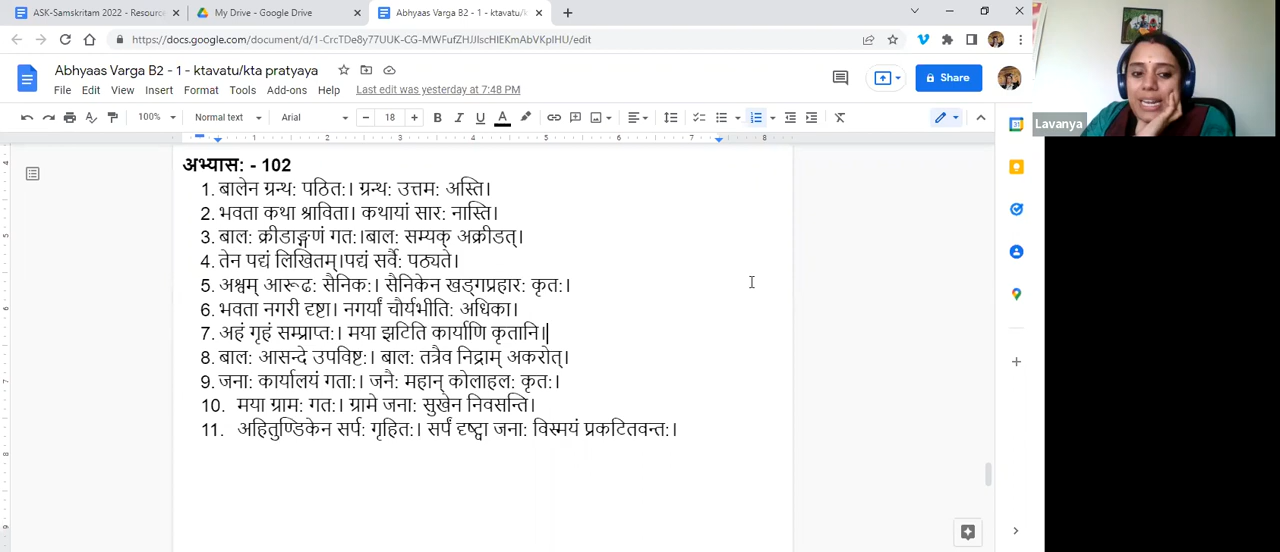 ASK-Samskritam 2022 - Resource
My Drive - Google Drive
Abhyaas Varga B2 - 1 - ktavatu/k
https://docs.google.com/document/d/1-CrcTDe8y77UUK-CG-MWFufZHJJIscHIEKmAbVKpIHU/edit
Abhyaas Varga B2 - 1 - ktavatu/kta pratyaya
Share
File Edit View Insert Format Tools Add-ons Help Last edit was yesterday at 7:48 PM
100% Normal text Arial 18
Lavanya
अभ्यास: - 102
1. बालेन ग्रन्थ: पठित:। ग्रन्थ: उत्तम: अस्ति।
2. भवता कथा श्राविता। कथायां सार: नास्ति।
3. बाल: क्रीडाङ्गणं गत:।बाल: सम्यक् अक्रीडत्।
4. तेन पद्यं लिखितम्।पद्यं सर्वै: पठ्यते।
5. अश्वम् आरूढ: सैनिक:। सैनिकेन खड्गप्रहार: कृत:।
6. भवता नगरी दृष्टा। नगर्यां चौर्यभीति: अधिका।
7. अहं गृहं सम्प्राप्त:। मया झटिति कार्याणि कृतानि।
8. बाल: आसन्दे उपविष्ट:। बाल: तत्रैव निद्राम् अकरोत्।
9. जना: कार्यालयं गता:। जनै: महान् कोलाहल: कृत:।
10. मया ग्राम: गत:। ग्रामे जना: सुखेन निवसन्ति।
11. अहितुण्डिकेन सर्प: गृहित:। सर्पं दृष्ट्वा जना: विस्मयं प्रकटितवन्त:।